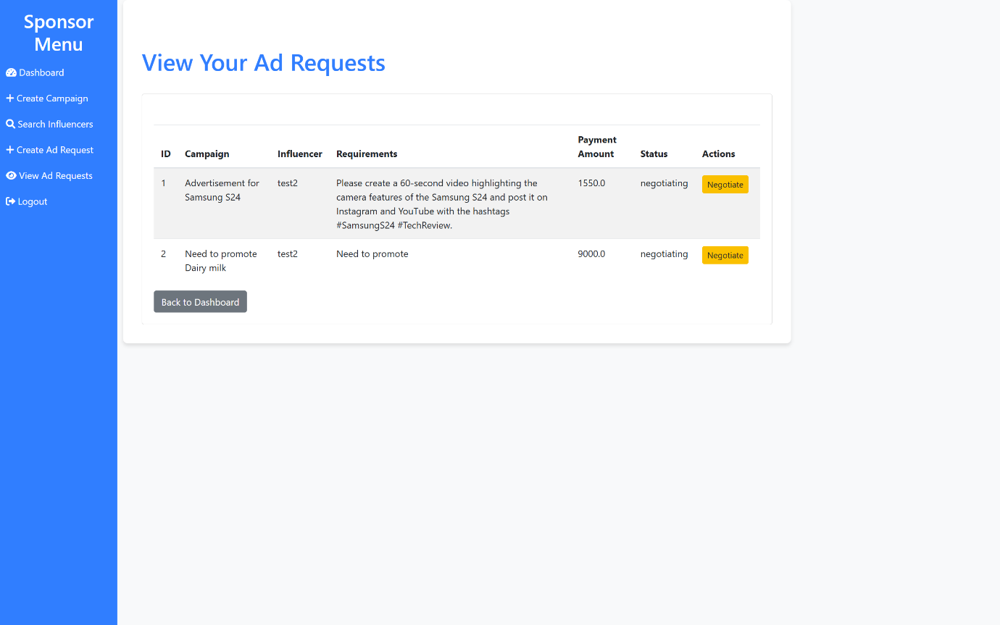 Sponsor
Menu
Dashboard
Create Campaign
Search Influencers
Create Ad Request
View Ad Requests
Logout
View Your Ad Requests
ID Campaign Influencer Requirements Payment Amount Status Actions
1 Advertisement for Samsung S24 test2 Please create a 60-second video highlighting the camera features of the Samsung S24 and post it on Instagram and YouTube with the hashtags #SamsungS24 #TechReview. 1550.0 negotiating Negotiate
2 Need to promote Dairy milk test2 Need to promote 9000.0 negotiating Negotiate
Back to Dashboard